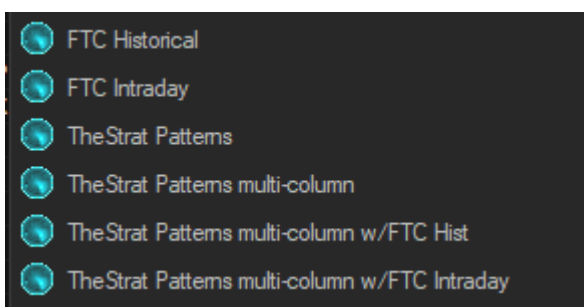 FTC Historical
FTC Intraday
TheStrat Patterns
TheStrat Patterns multi-column
TheStrat Patterns multi-column w/FTC Hist
TheStrat Patterns multi-column w/FTC Intraday